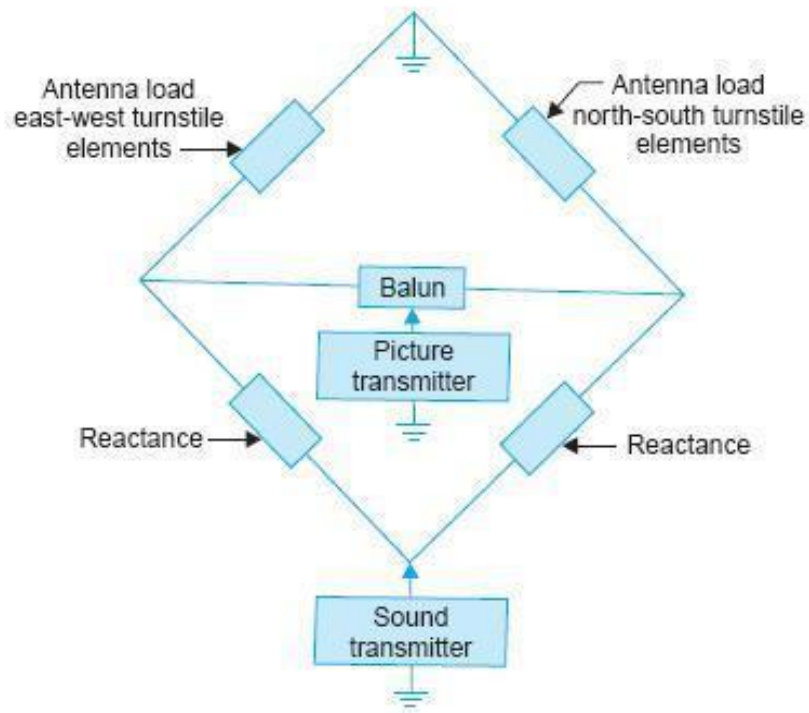 Antenna load
east-west turnstile
elements
Antenna load
north-south turnstile
elements
Balun
Picture
transmitter
Reactance
Reactance
Sound
transmitter